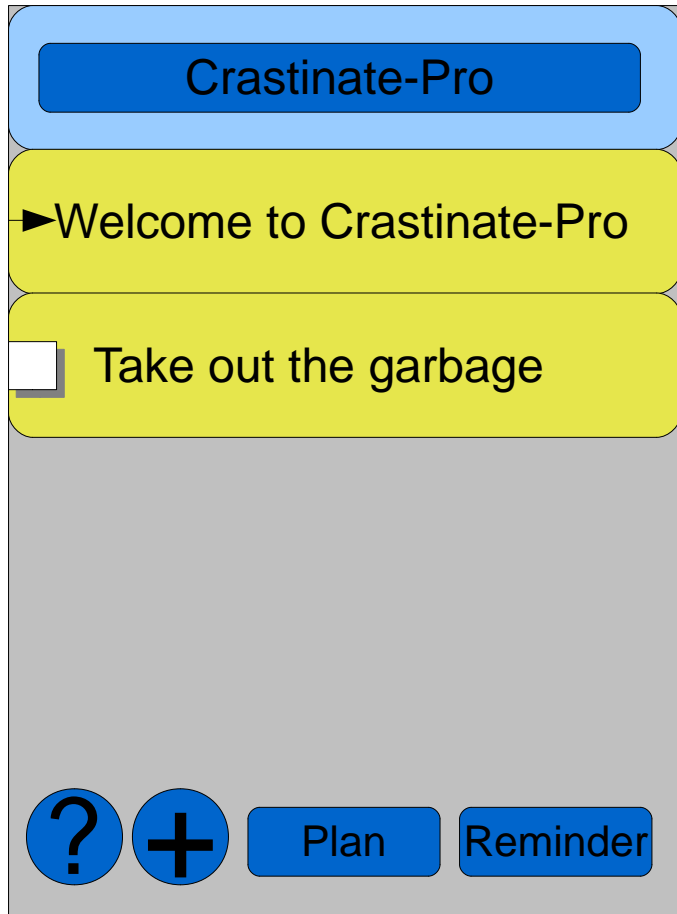 Crastinate-Pro
Welcome to Crastinate-Pro
Take out the garbage
? + Plan Reminder